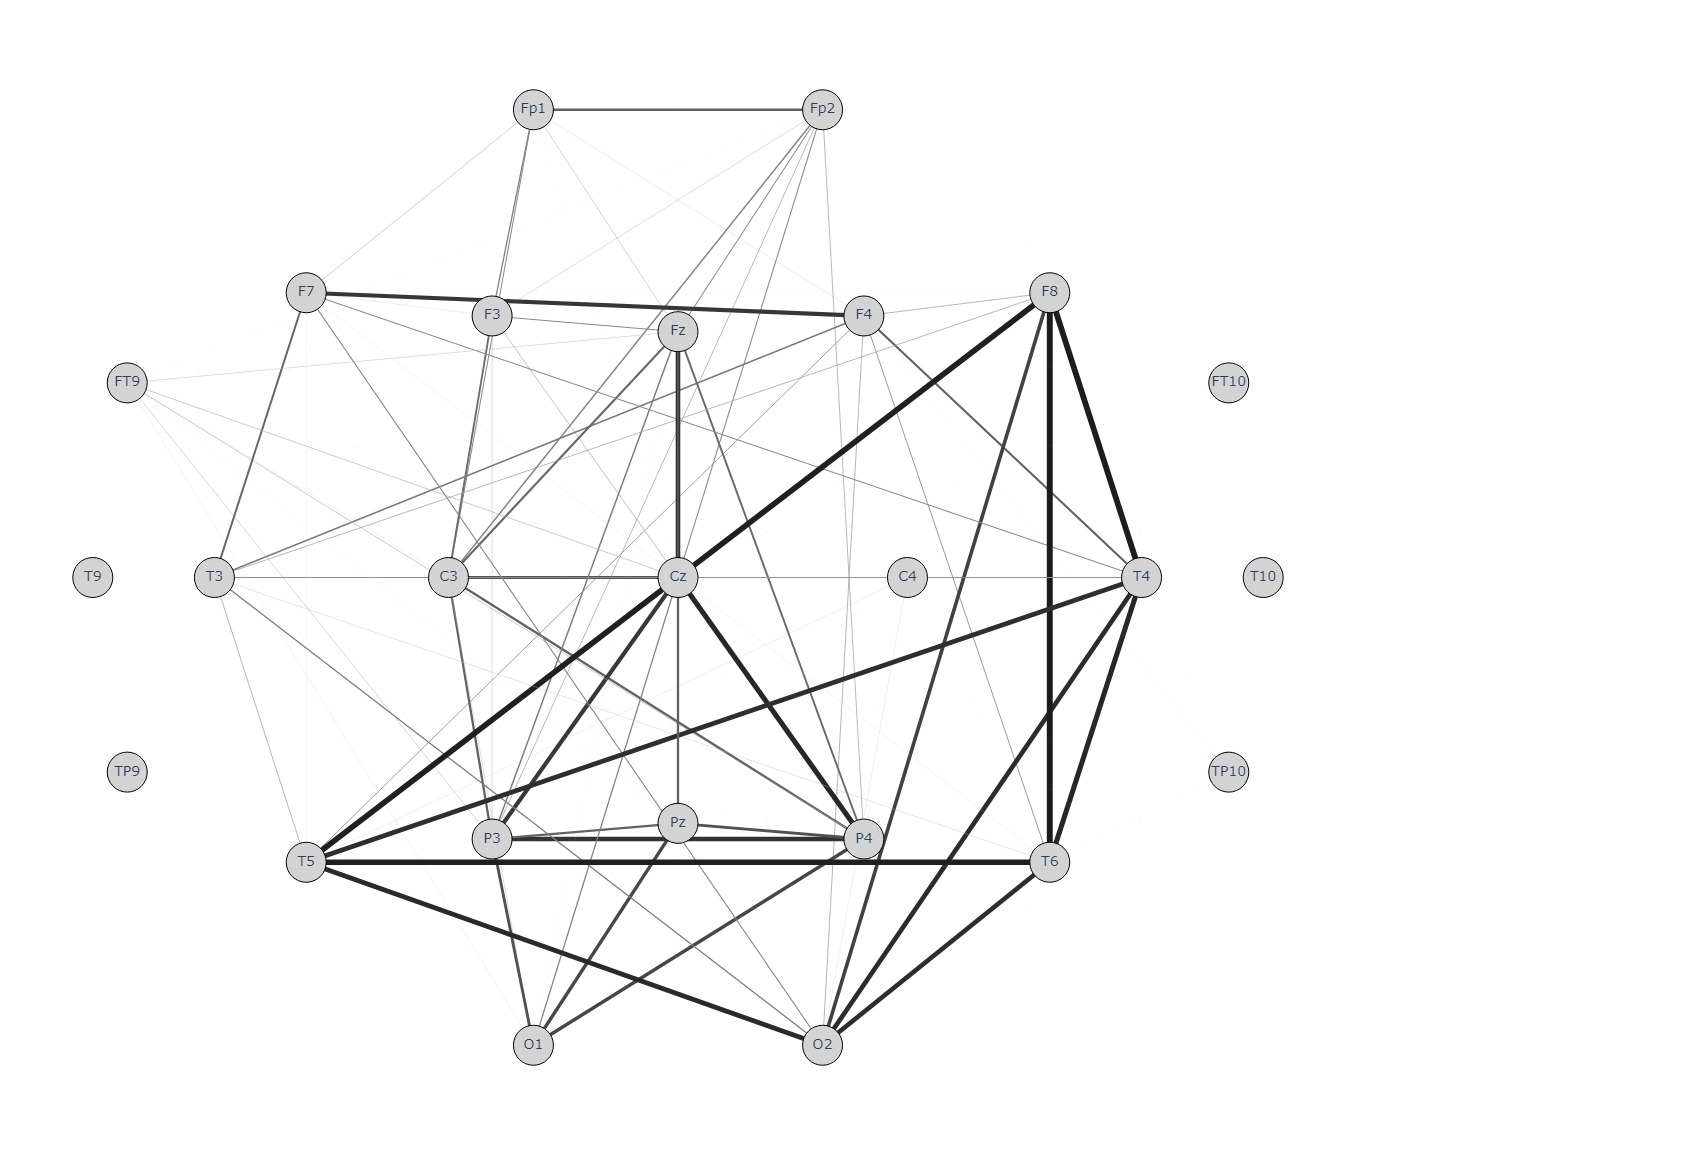 Fp1 Fp2
F7 F3 Fz F4 F8
FT9 FT10
T9 T3 C3 Cz C4 T4 T10
TP9 TP10
T5 P3 Pz P4 T6
O1 O2